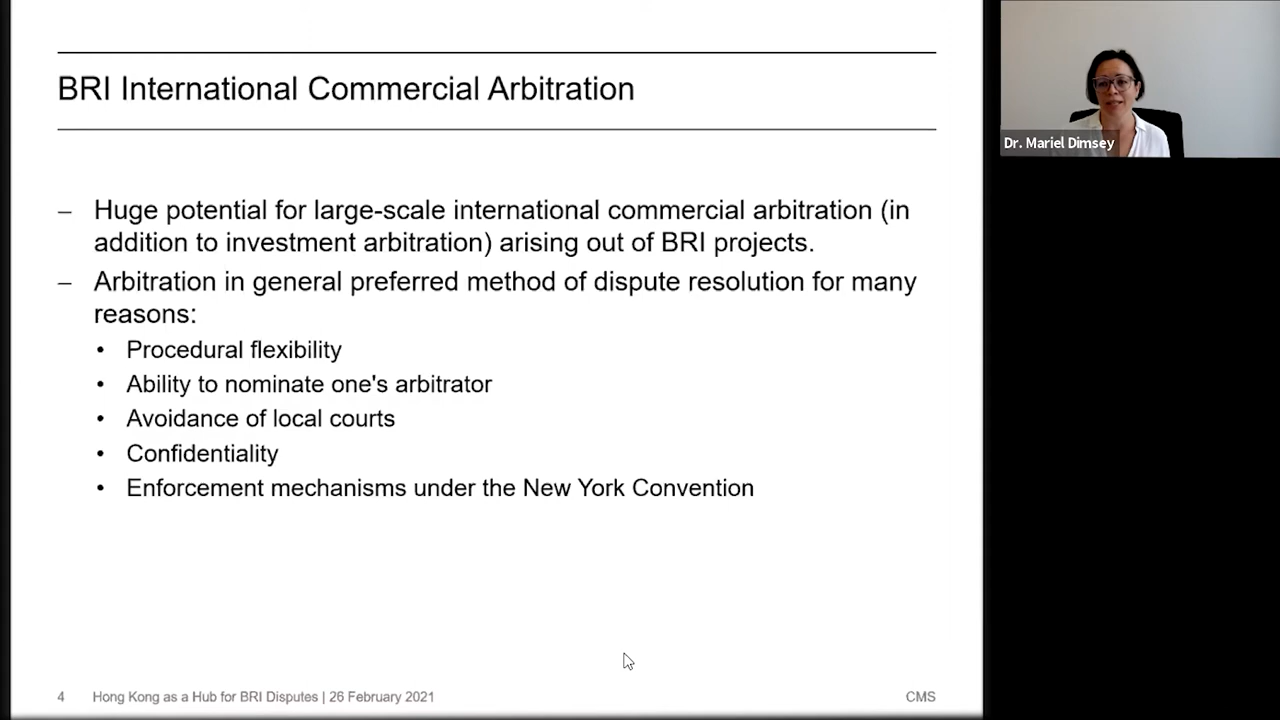 BRI International Commercial Arbitration
Dr. Mariel Dimsey
– Huge potential for large-scale international commercial arbitration (in
addition to investment arbitration) arising out of BRI projects.
– Arbitration in general preferred method of dispute resolution for many
reasons:
• Procedural flexibility
• Ability to nominate one's arbitrator
• Avoidance of local courts
• Confidentiality
• Enforcement mechanisms under the New York Convention
4 Hong Kong as a Hub for BRI Disputes | 26 February 2021 CMS